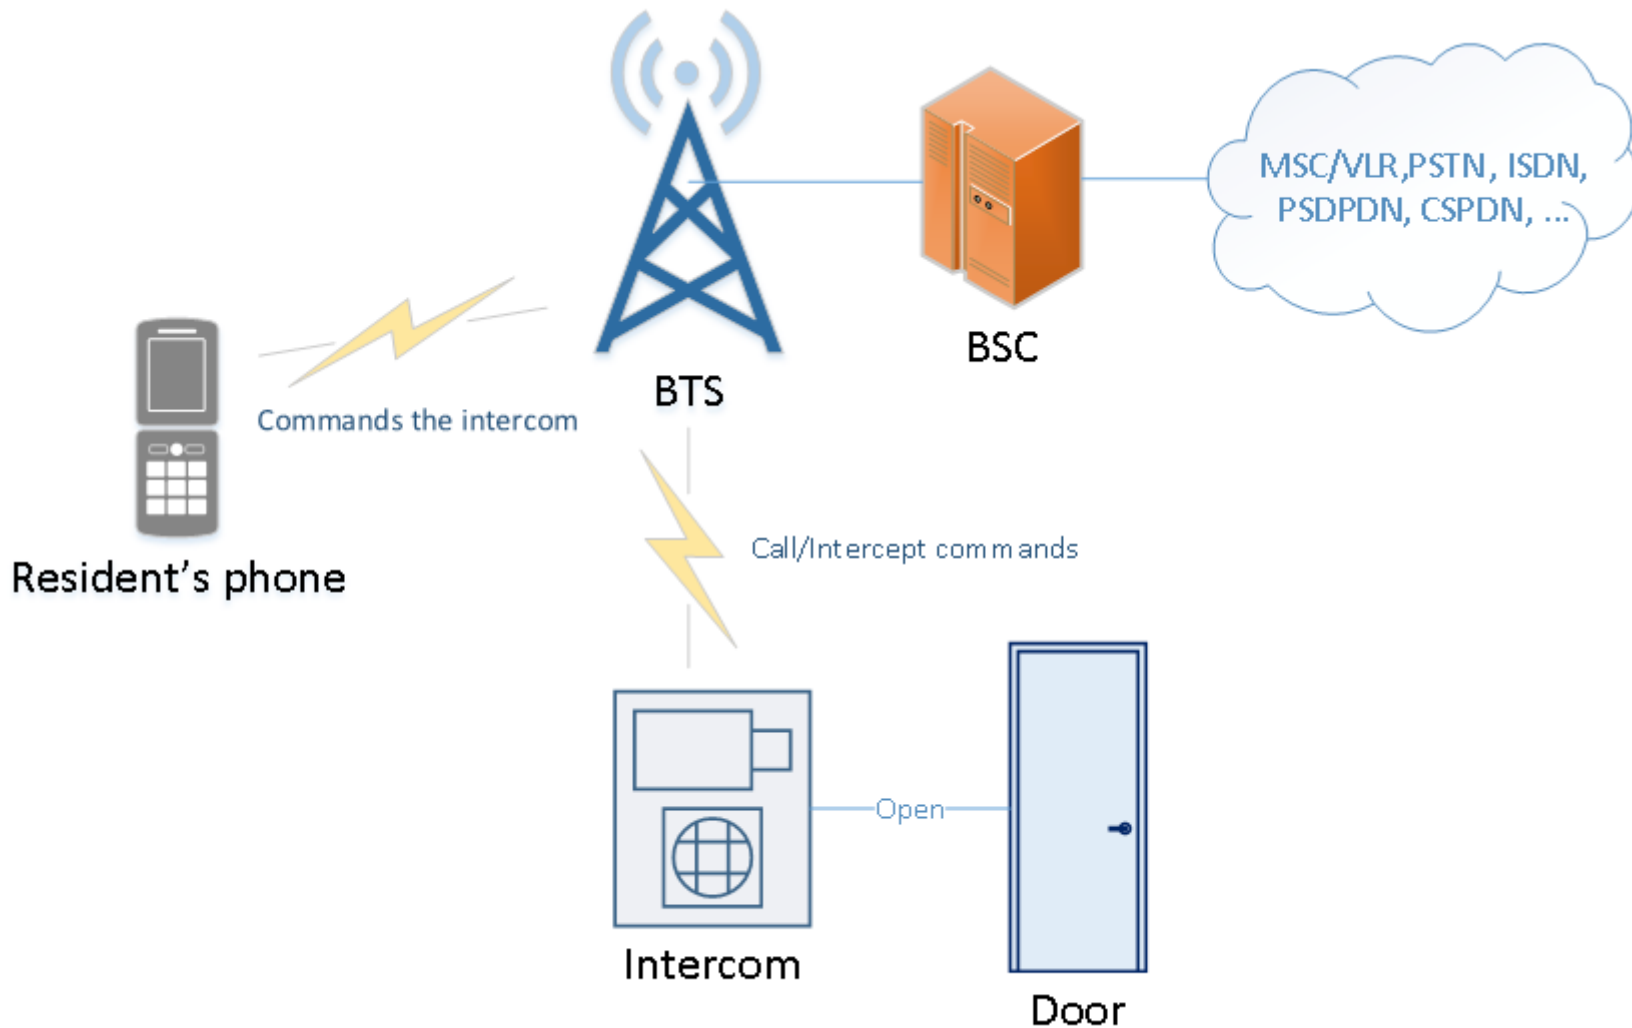 MSC/VLR,PSTN, ISDN,
PSDPDN, CSPDN, ...
BSC
BTS
Commands the intercom
Resident's phone
Call/Intercept commands
Open
Intercom
Door